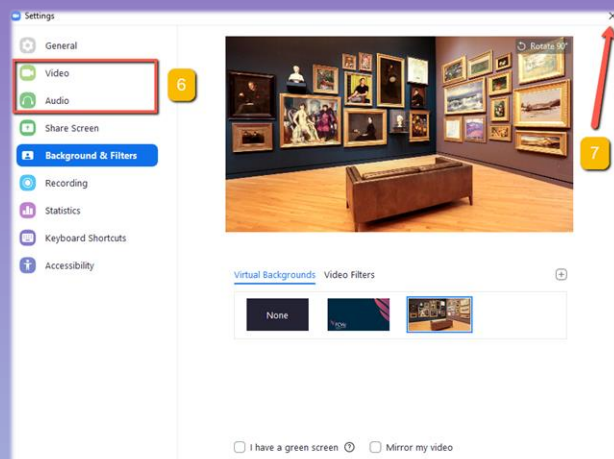 Settings
General
Video
Audio
6
Share Screen
Background & Filters
Recording
Statistics
Keyboard Shortcuts
Accessibility
Rotate 90°
7
Virtual Backgrounds Video Filters
None
I have a green screen
Mirror my video